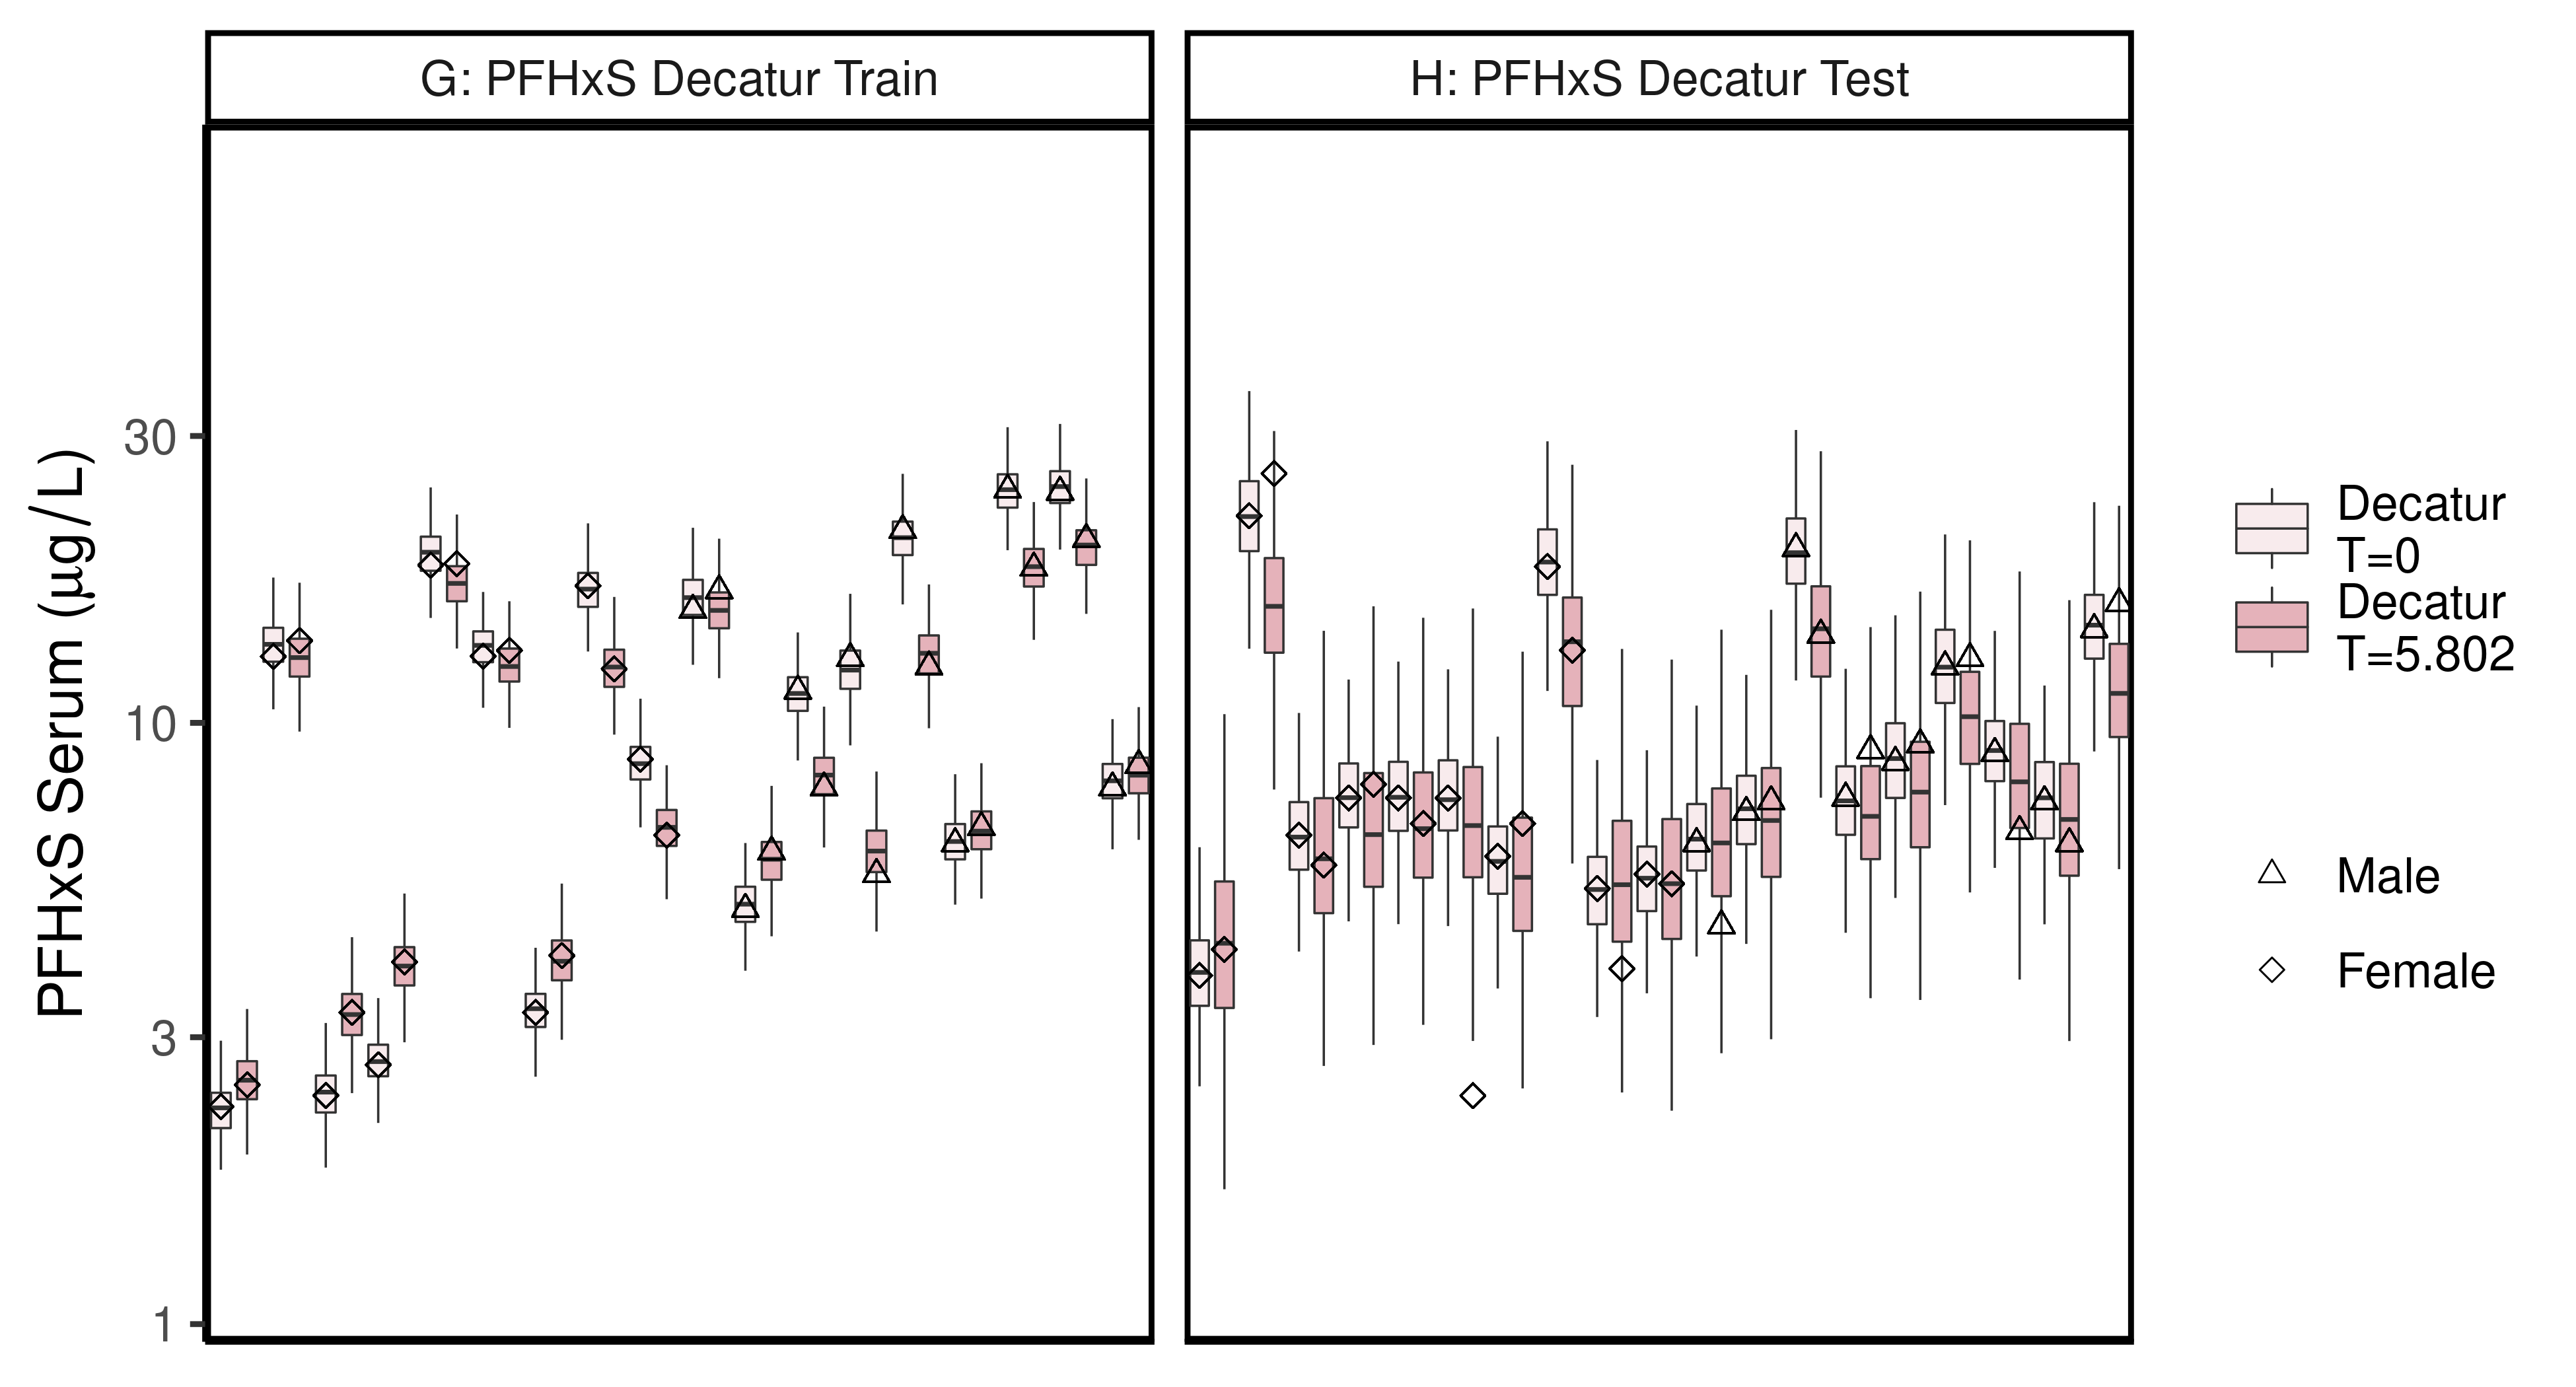 G: PFHxS Decatur Train
H: PFHxS Decatur Test
PFHxS Serum (μg/L)
30
10
3
1
Decatur
T=0
Decatur
T=5.802
Male
Female